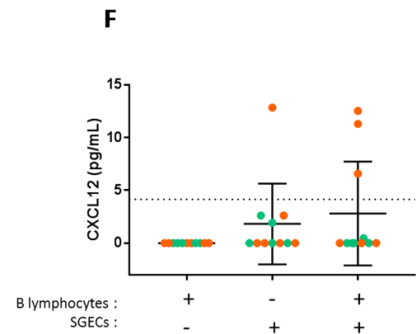 F
15
10
5
0
CXCL12 (pg/mL)
B lymphocytes : + - +
SGECs : - + +